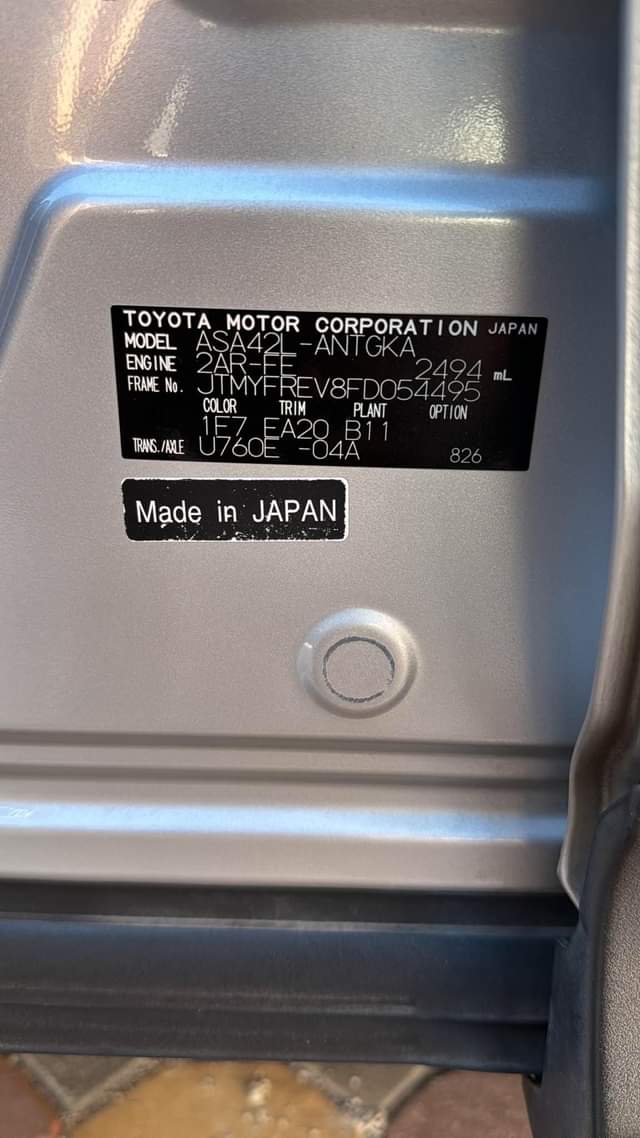 TOYOTA MOTOR CORPORATION JAPAN
MODEL ASA42L-ANTGKA
ENGINE 2AR-FE 2494 mL
FRAME No. JTMYFREV8FD054495
COLOR TRIM PLANT OPTION
1F7 EA20 B11
TRANS./AXLE U760E -04A 826
Made in JAPAN